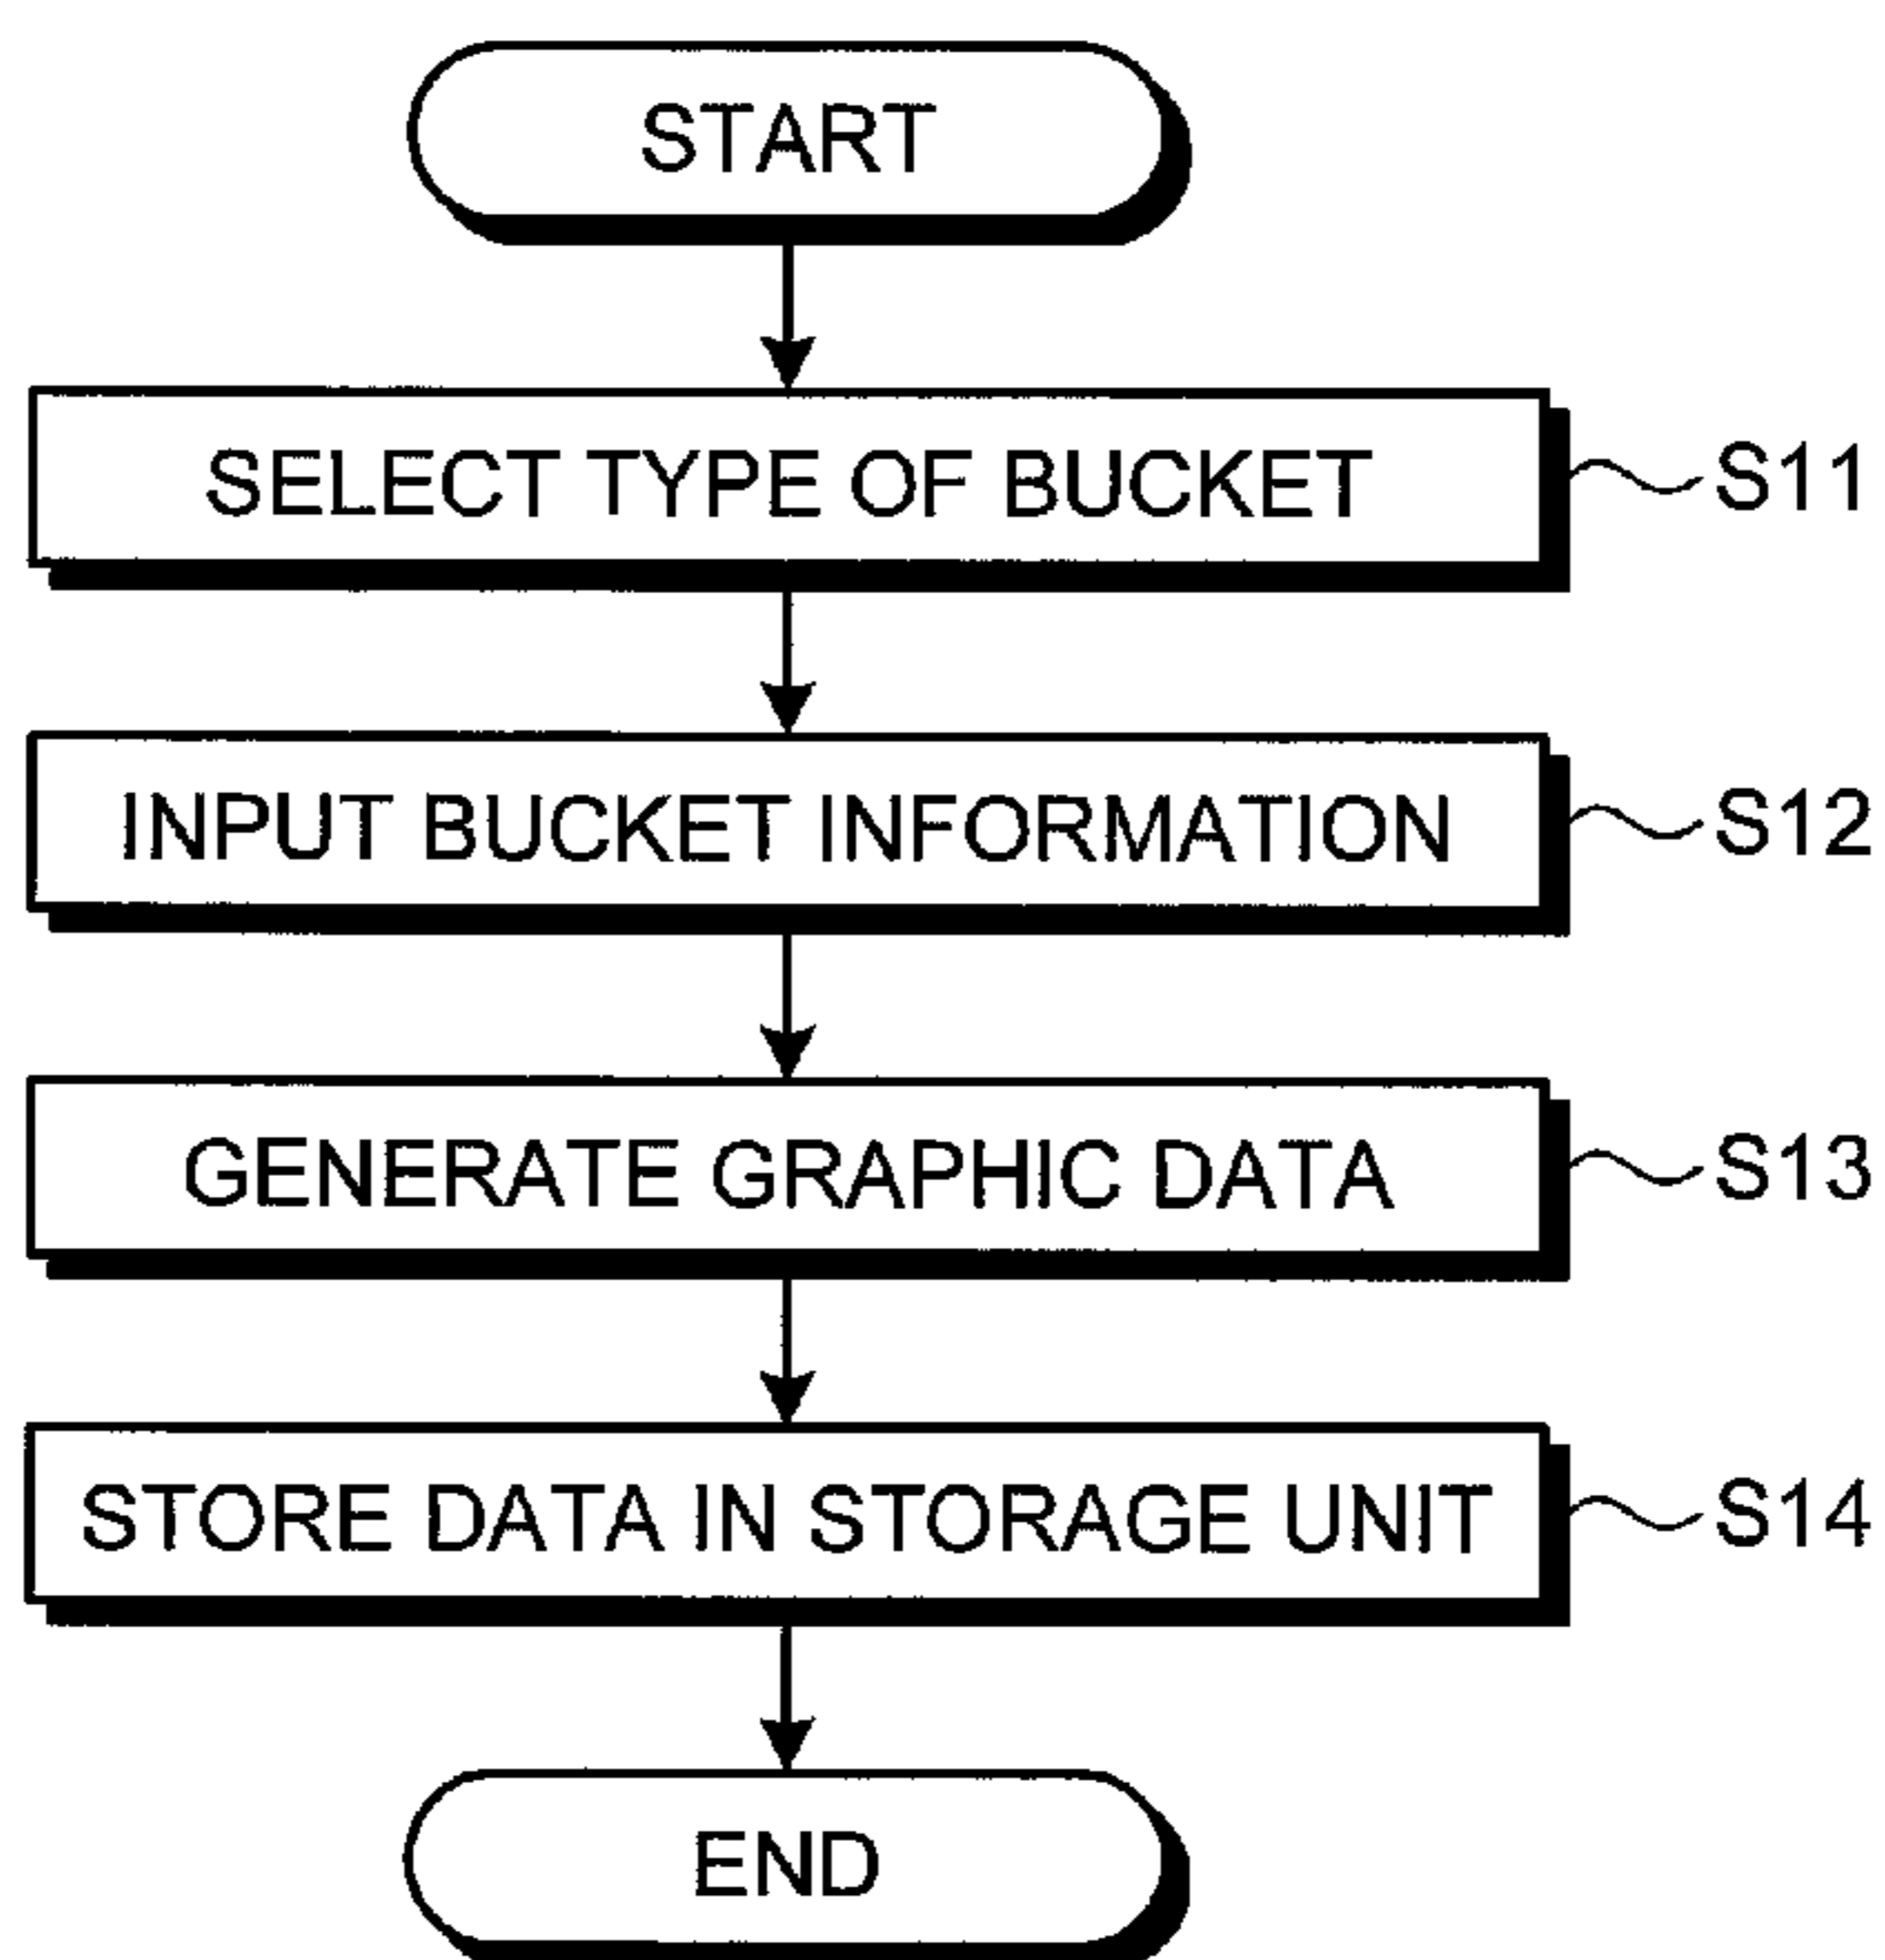 START
SELECT TYPE OF BUCKET S11
INPUT BUCKET INFORMATION S12
GENERATE GRAPHIC DATA S13
STORE DATA IN STORAGE UNIT S14
END